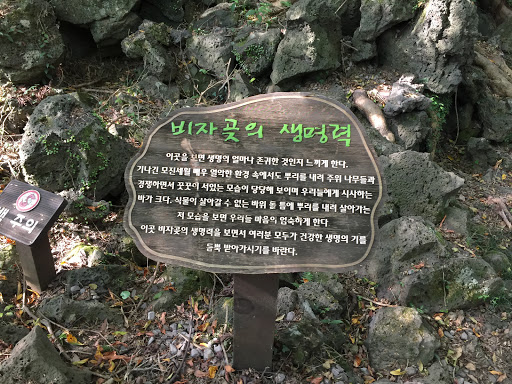 비자곶의 생명력
이곳을 보면 생명의 얼마나 존귀한 것인지 느끼게 한다.
기나긴 모진세월 매우 열악한 환경 속에서도 뿌리를 내려 주위 나무들과
경쟁하면서 꼿꼿이 서있는 모습이 당당해 보이며 우리들에게 시사하는
바가 크다. 식물이 살아갈 수 없는 바위 돌 틈에 뿌리를 내려 살아가는
저 모습을 보면 우리들 마음이 엄숙하게 한다
이곳 비자곶의 생명력을 보면서 여러분 모두가 건강한 생명의 기를
듬뿍 받아가시기를 바란다.
주의